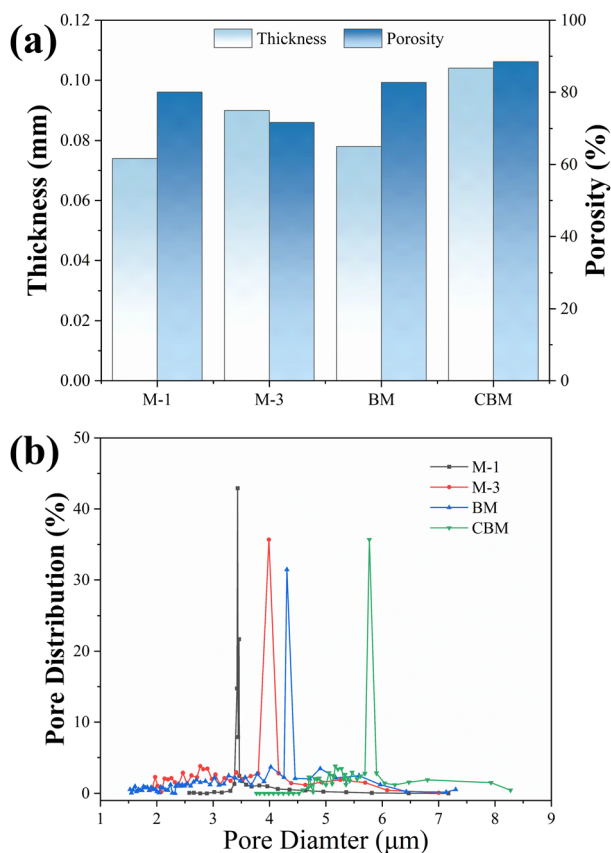 (a)
Thickness
Porosity
0.12
0.10
0.08
0.06
0.04
0.02
0.00
Thickness (mm)
100
80
60
40
20
0
Porosity (%)
M-1
M-3
BM
CBM
(b)
50
40
30
20
10
0
Pore Distribution (%)
M-1
M-3
BM
CBM
1
2
3
4
5
6
7
8
9
Pore Diamter (μm)